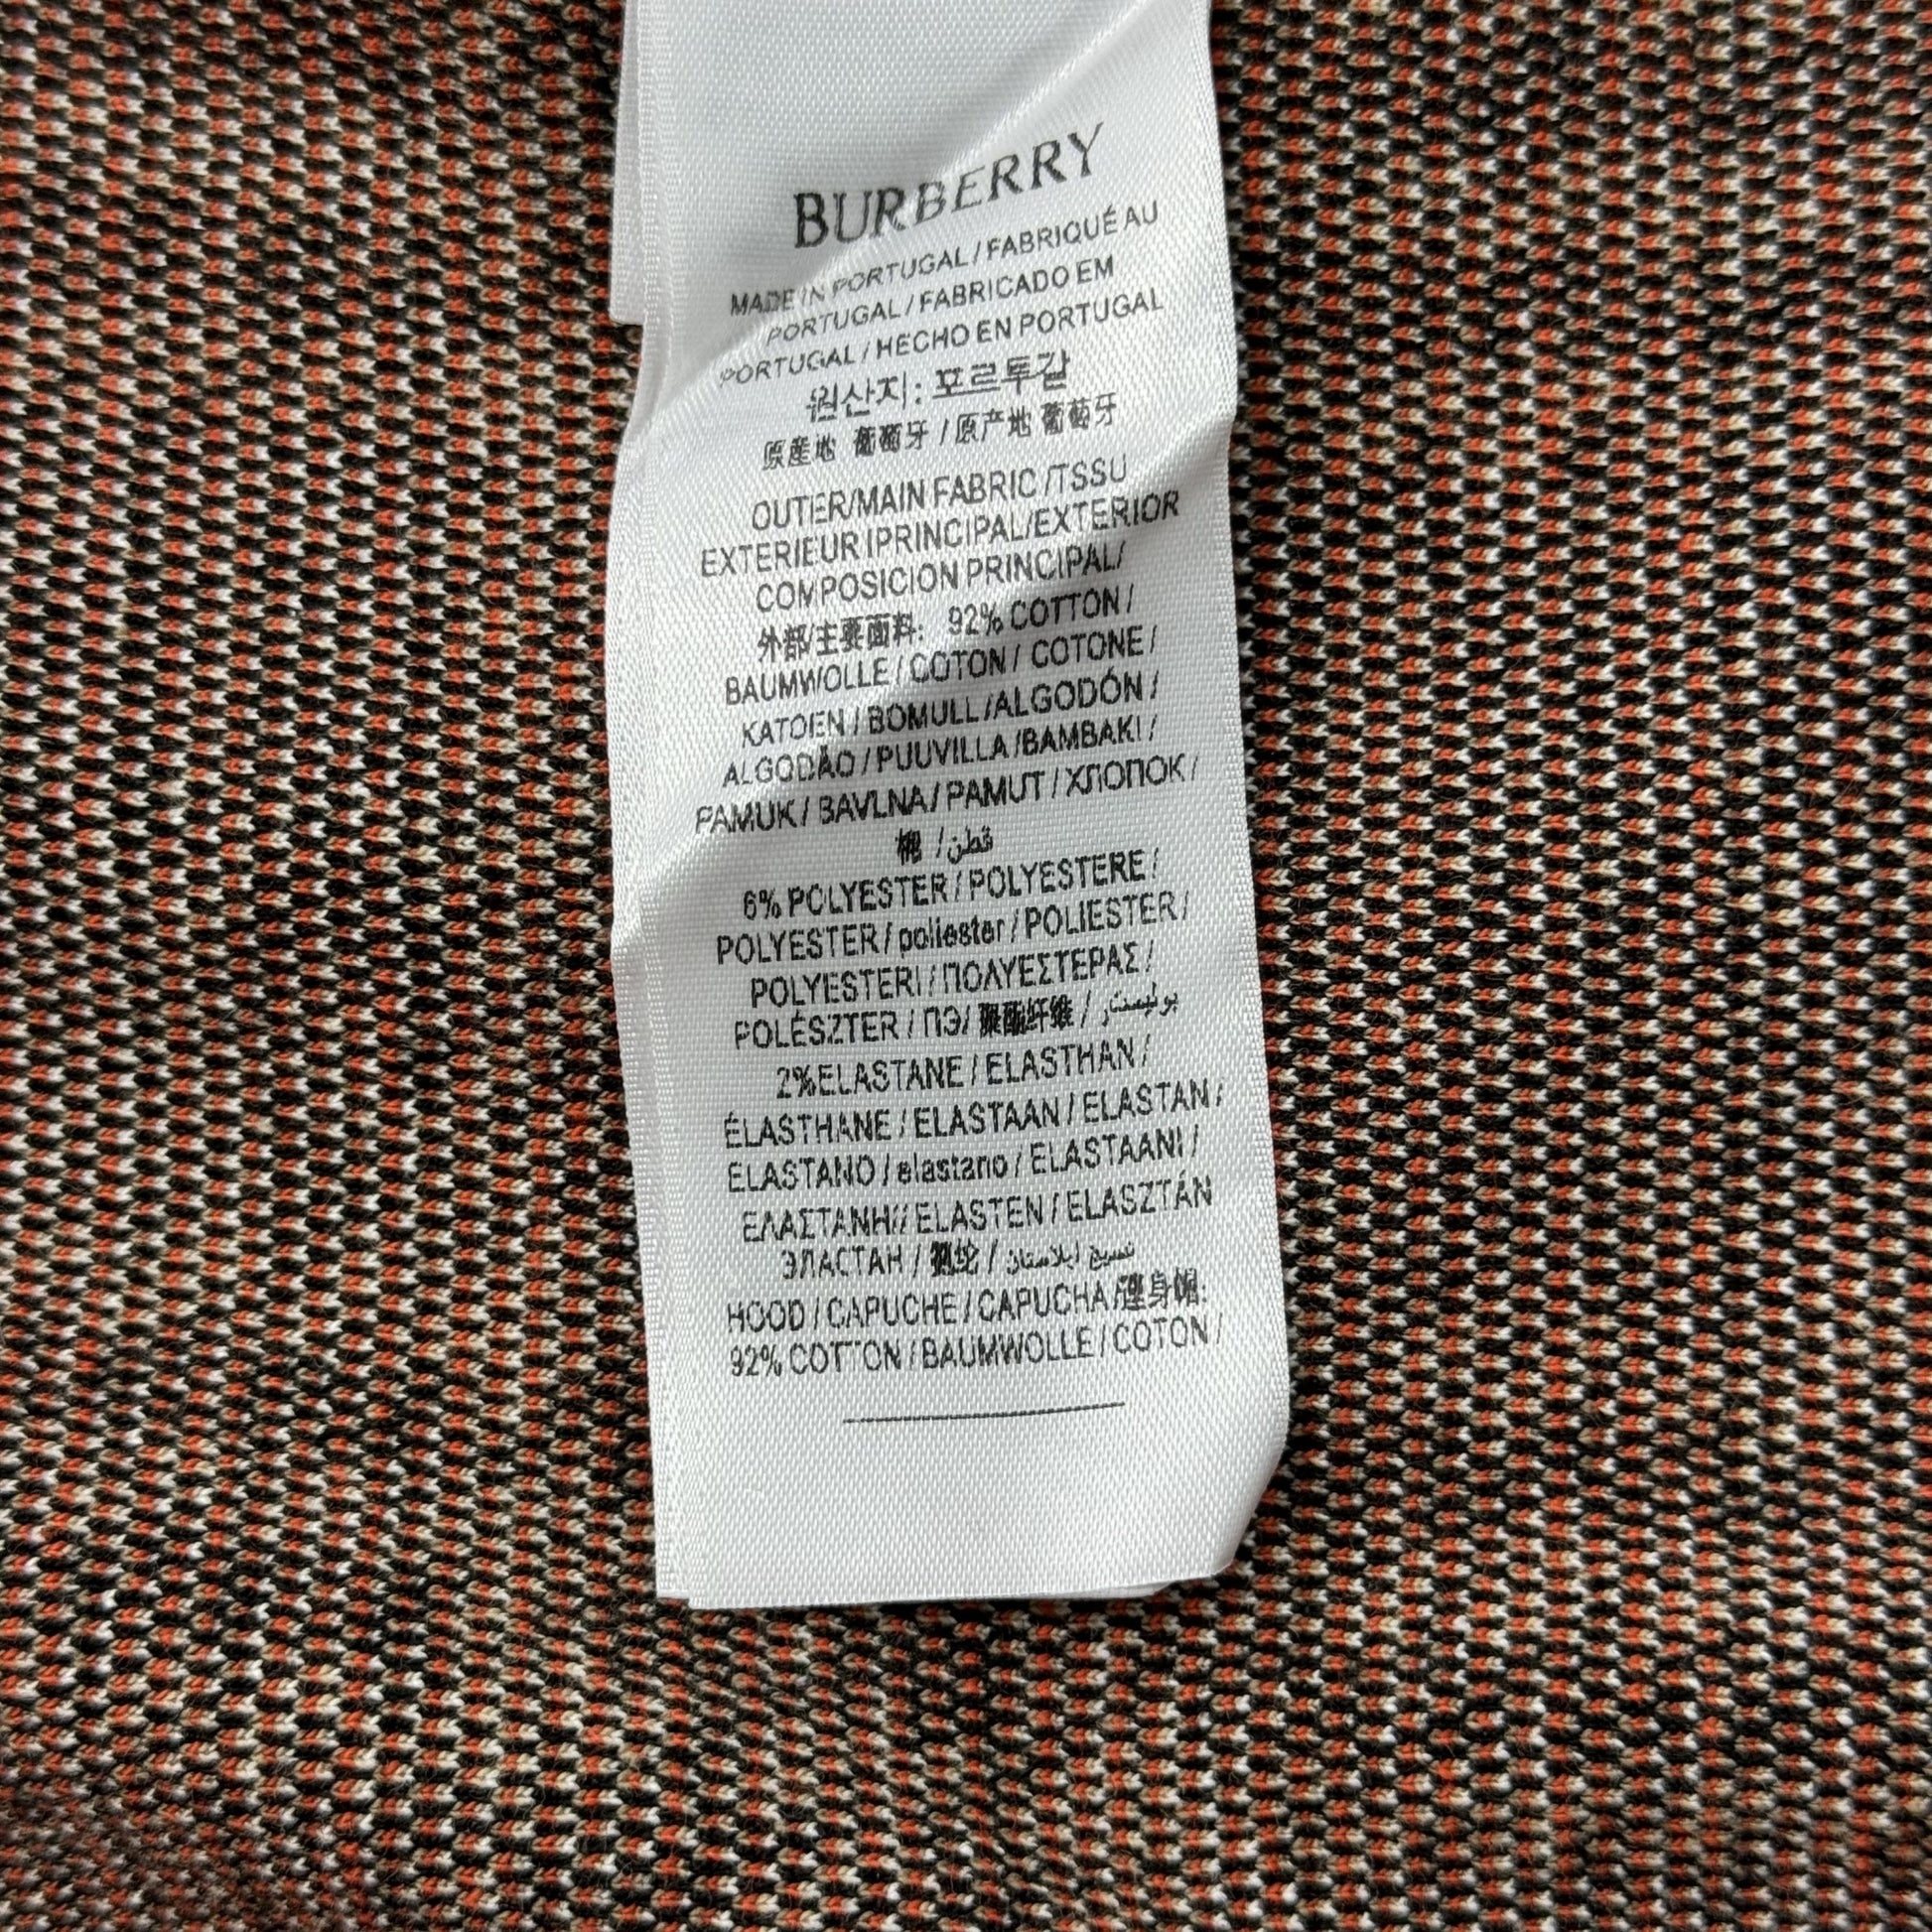 BURBERRY
MADE IN PORTUGAL / FABRIQUÉ AU
PORTUGAL / FABRICADO EM
PORTUGAL / HECHO EN PORTUGAL
원산지: 포르투갈
原産地 葡萄牙 / 原产地 葡萄牙
OUTER/MAIN FABRIC /TSSU
EXTERIEUR IPRINCIPAL/EXTERIOR
COMPOSICION PRINCIPAL/
外部/主要面料: 92% COTTON /
BAUMWOLLE / COTON / COTONE /
KATOEN / BOMULL /ALGODÓN /
ALGODÃO / PUUVILLA /BAMBAKI /
PAMUK / BAVLNA / PAMUT / ХЛОПОК /
棉 / قطن
6% POLYESTER / POLYESTERE /
POLYESTER / poliester / POLIESTER /
POLYESTERI / ΠΟΛΥΕΣΤΕΡΑΣ /
POLÉSZTER / ПЭ/ 聚酯纤维 / بوليستر
2%ELASTANE / ELASTHAN /
ÉLASTHANE / ELASTAAN / ELASTAN /
ELASTANO / elastano / ELASTAANI /
ΕΛΑΣΤΑΝΗ// ELASTEN / ELASZTÁN
ЭЛАСТАН / 氨纶 / نسيج ايلاستان
HOOD / CAPUCHE / CAPUCHA /連身帽:
92% COTTON / BAUMWOLLE / COTON /